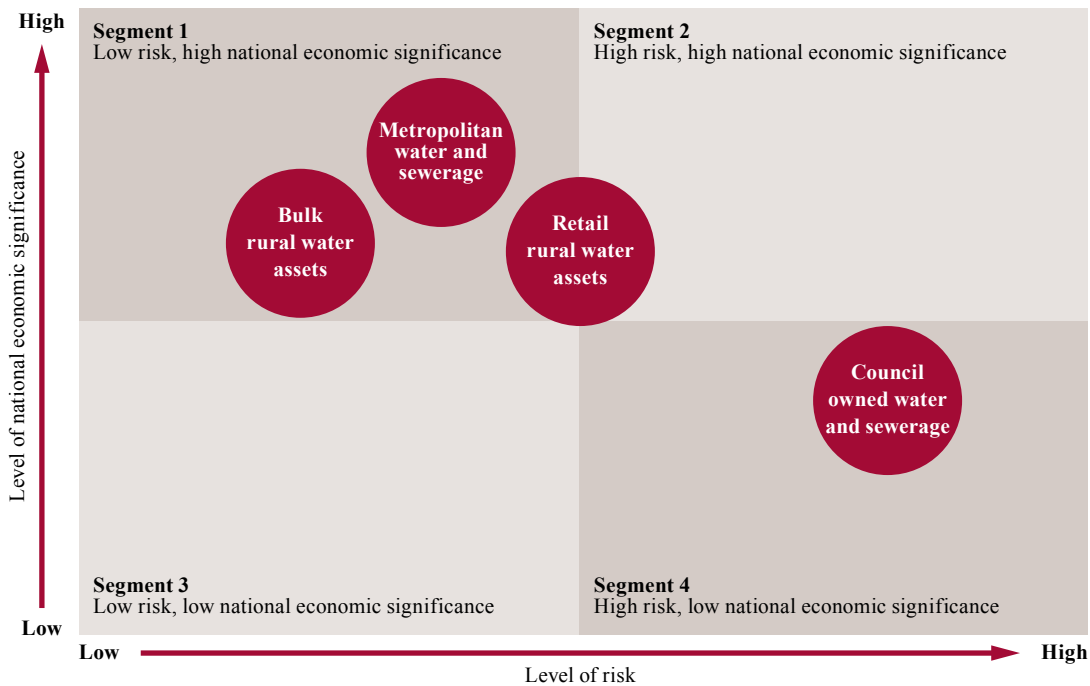 High
Level of national economic significance
Low
Segment 1
Low risk, high national economic significance
Segment 2
High risk, high national economic significance
Metropolitan
water and
sewerage
Bulk
rural water
assets
Retail
rural water
assets
Council
owned water
and sewerage
Segment 3
Low risk, low national economic significance
Segment 4
High risk, low national economic significance
Low
High
Level of risk